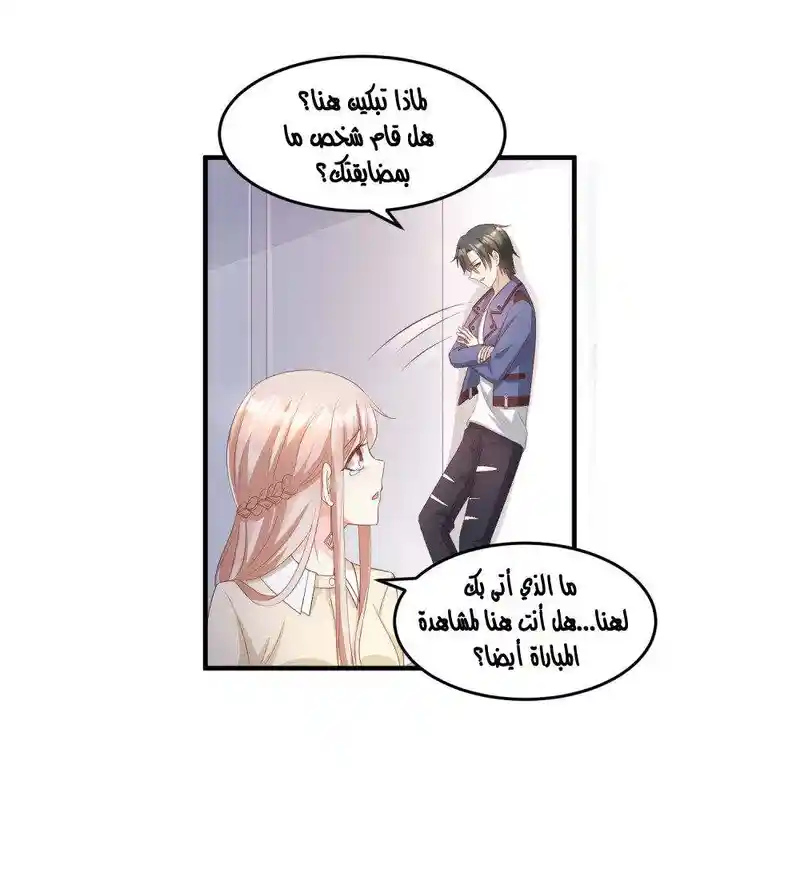 لماذا تبكين هنا؟
هل قام شخص ما
بمضايقتك؟
ما الذي أتى بك
لهنا...هل أنت هنا لمشاهدة
المباراة أيضا؟